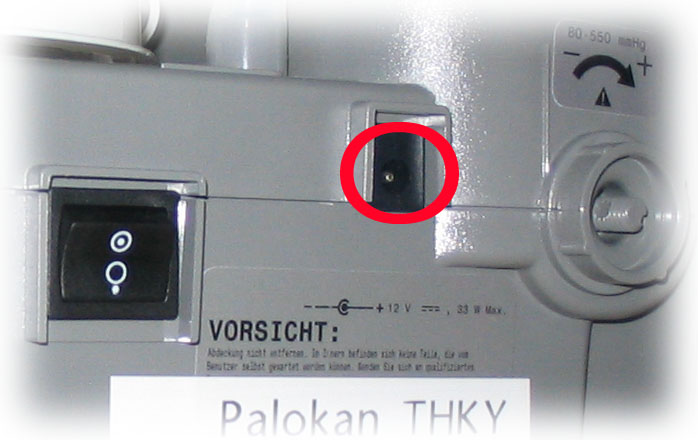 80-550 mmHg
- +
- + 12 V , 33 W Max.
VORSICHT:
Abdeckung nicht entfernen. Im Innern befinden sich keine Teile, die vom
Benutzer selbst gewartet werden können. Wenden Sie sich an qualifiziertes
Palokan THKY